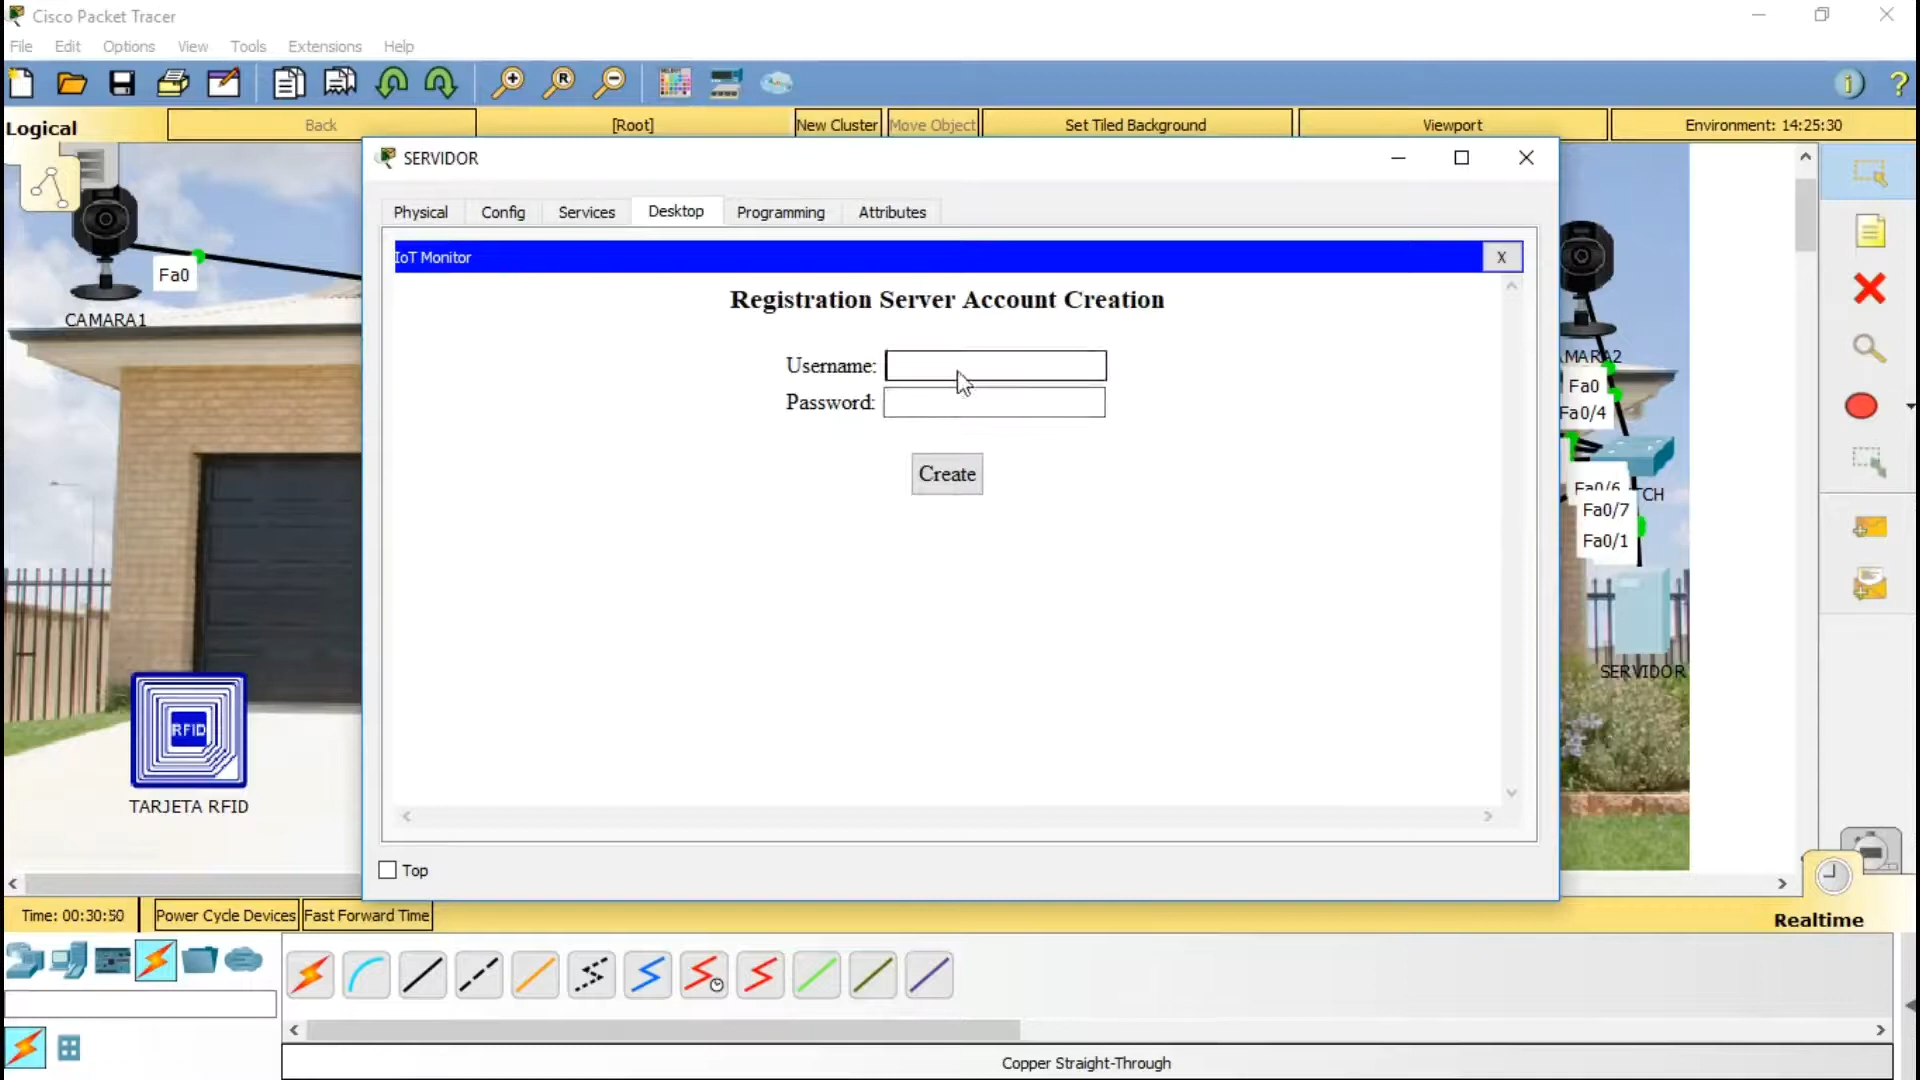 Cisco Packet Tracer
File Edit Options View Tools Extensions Help
R
i ?
Logical Back [Root] New Cluster Move Object Set Tiled Background Viewport Environment: 14:25:30
SERVIDOR
Physical Config Services Desktop Programming Attributes
IoT Monitor X
Registration Server Account Creation
Username:
Password:
Create
Top
Fa0
CAMARA1
RFID
TARJETA RFID
MARA2
Fa0
Fa0/4
Fa0/6 TCH
Fa0/7
Fa0/1
SERVIDOR
Time: 00:30:50 Power Cycle Devices Fast Forward Time Realtime
Copper Straight-Through